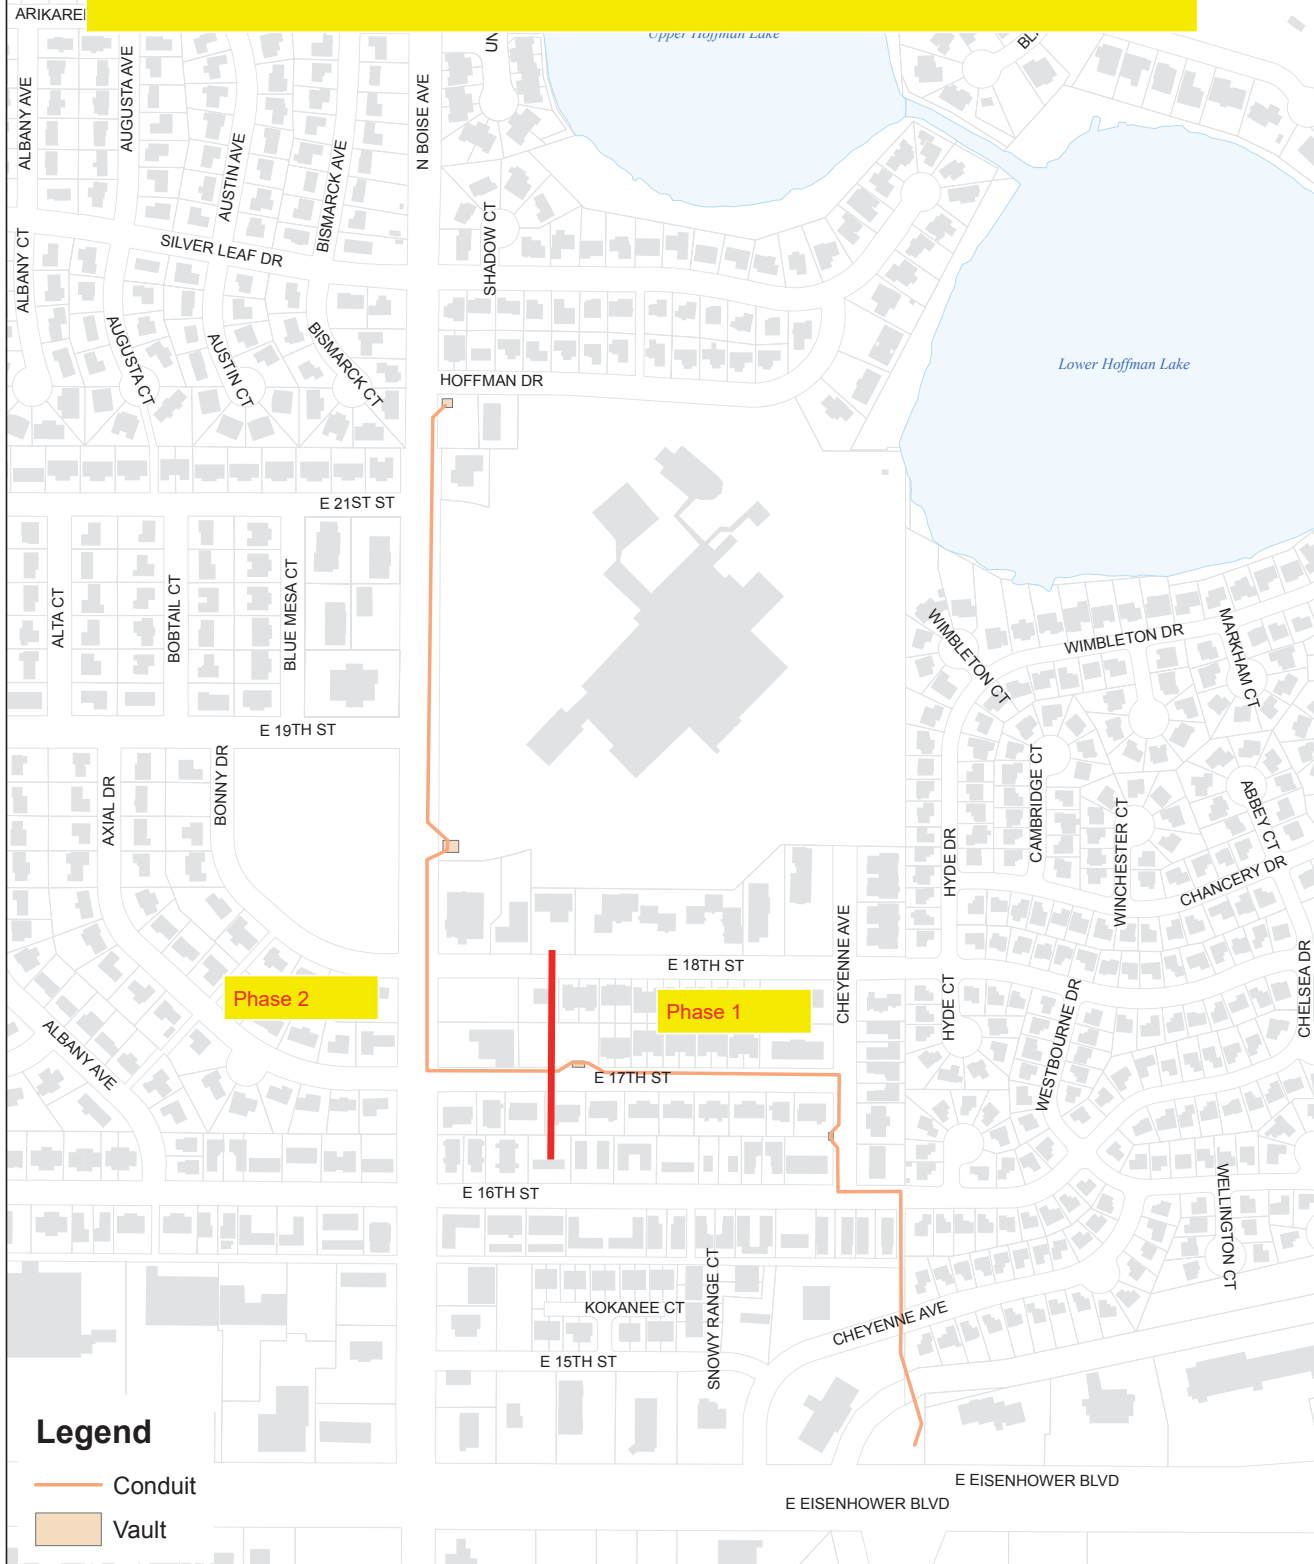 ARIKARE
Upper Hoffman Lake
UN
ALBANY AVE
AUGUSTA AVE
AUSTIN AVE
BISMARCK AVE
N BOISE AVE
SILVER LEAF DR
SHADOW CT
ALBANY CT
AUGUSTA CT
AUSTIN CT
BISMARCK CT
HOFFMAN DR
Lower Hoffman Lake
E 21ST ST
ALTA CT
BOBTAIL CT
BLUE MESA CT
WIMBLETON CT
WIMBLETON DR
MARKHAM CT
E 19TH ST
AXIAL DR
BONNY DR
HYDE DR
CAMBRIDGE CT
WINCHESTER CT
ABBEY CT
CHANCERY DR
CHEYENNE AVE
E 18TH ST
Phase 2
Phase 1
HYDE CT
WESTBOURNE DR
CHELSEA DR
ALBANY AVE
E 17TH ST
E 16TH ST
WELLINGTON CT
KOKANEE CT
SNOWY RANGE CT
CHEYENNE AVE
E 15TH ST
Legend
Conduit
Vault
E EISENHOWER BLVD
E EISENHOWER BLVD